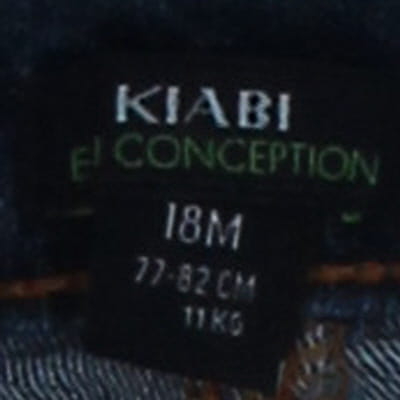 KIABI
CONCEPTION
18M
77-82 CM
11 KG